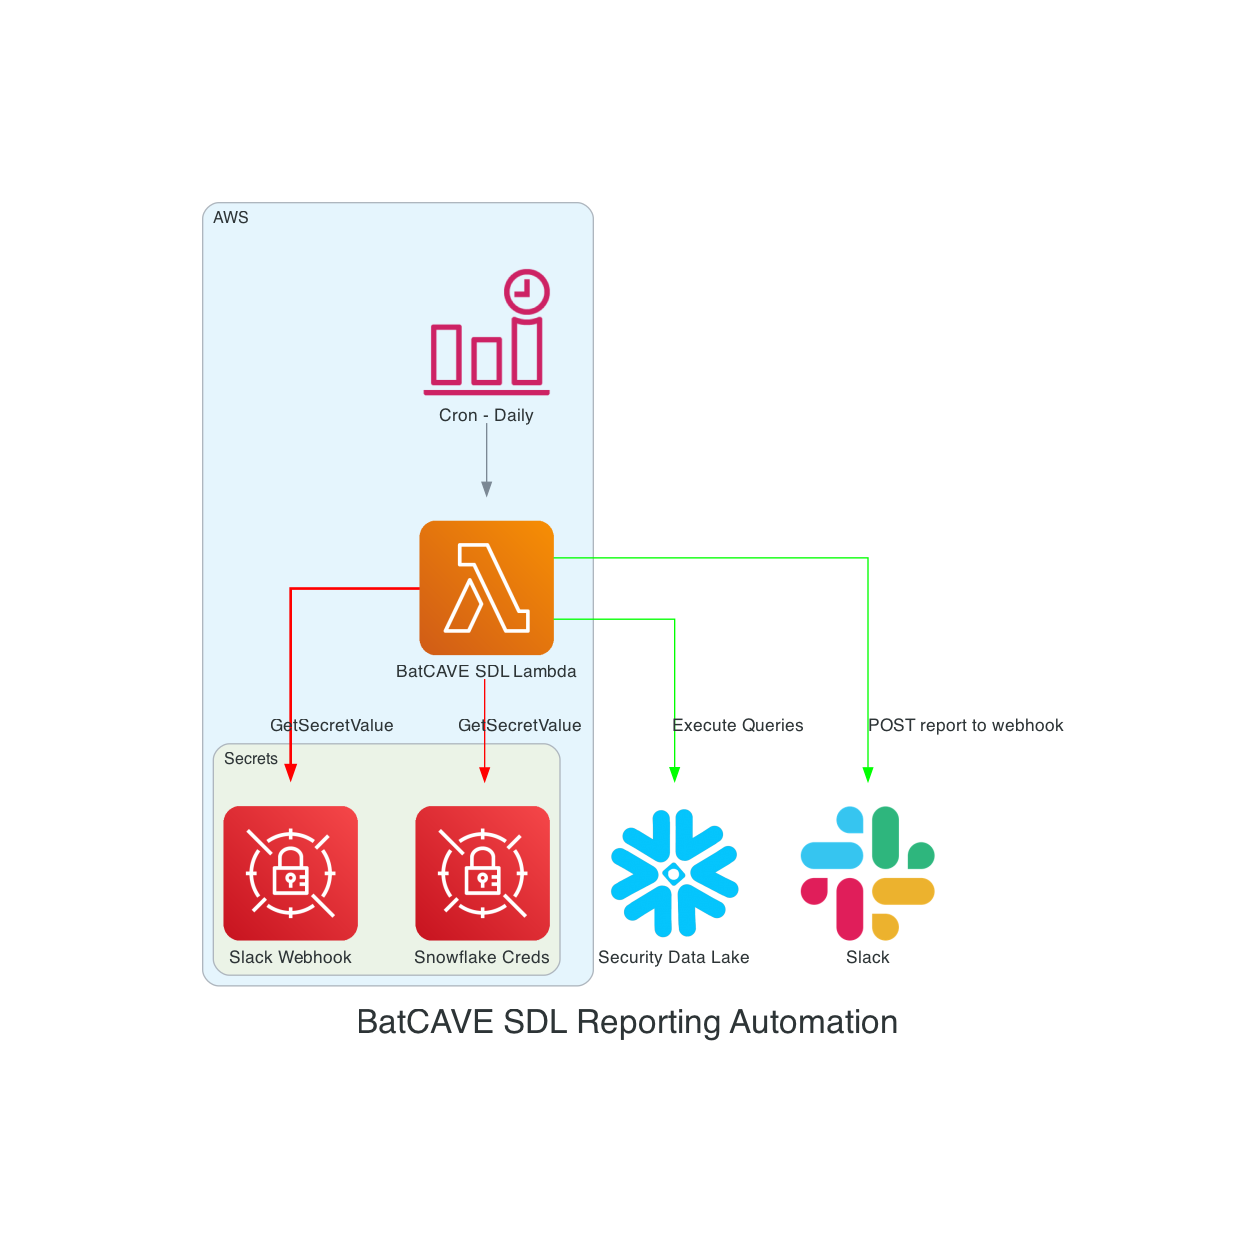 AWS
Cron - Daily
BatCAVE SDL Lambda
GetSecretValue
GetSecretValue
Execute Queries
POST report to webhook
Secrets
Slack Webhook
Snowflake Creds
Security Data Lake
Slack
BatCAVE SDL Reporting Automation